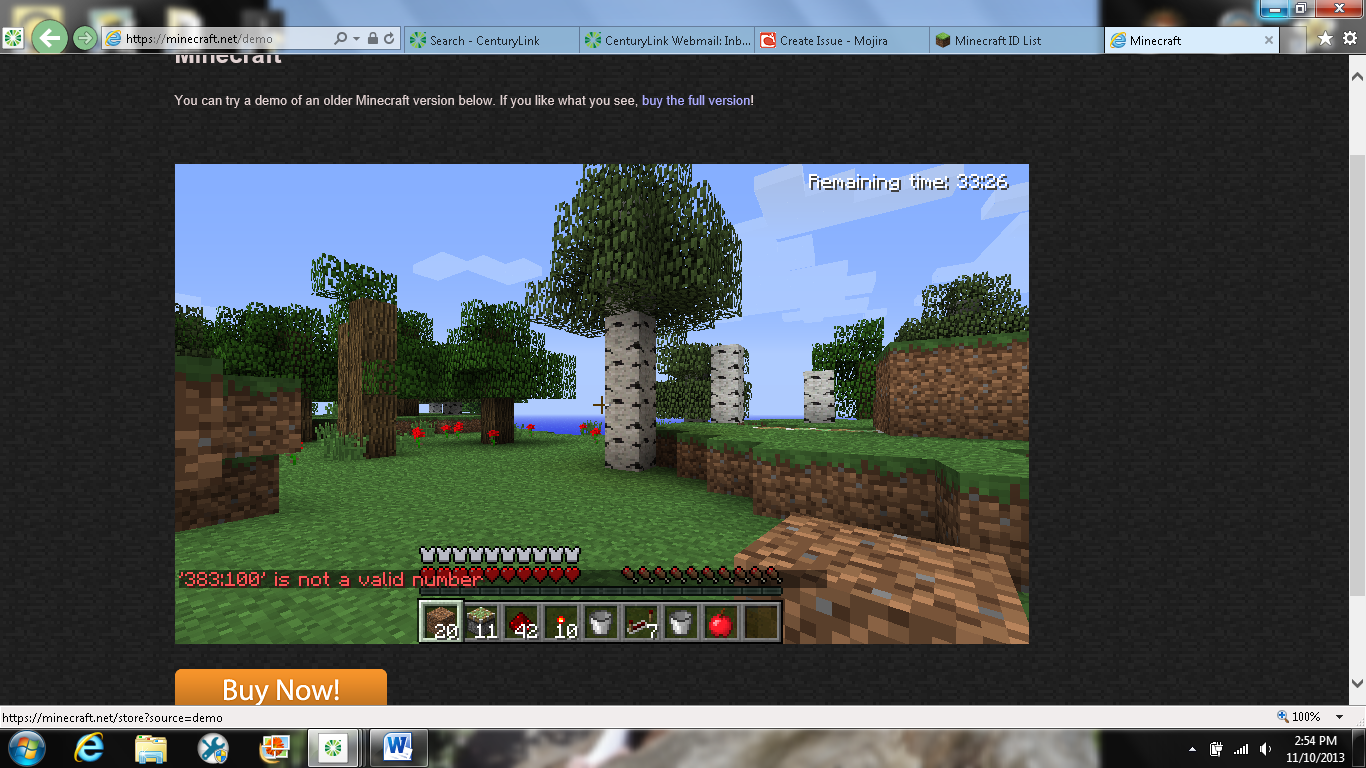 https://minecraft.net/demo
Search - CenturyLink
CenturyLink Webmail: Inb...
Create Issue - Mojira
Minecraft ID List
Minecraft
Minecraft
You can try a demo of an older Minecraft version below. If you like what you see, buy the full version!
Remaining time: 33:26
'383:100' is not a valid number
20
11
42
10
7
Buy Now!
https://minecraft.net/store?source=demo
100%
2:54 PM
11/10/2013